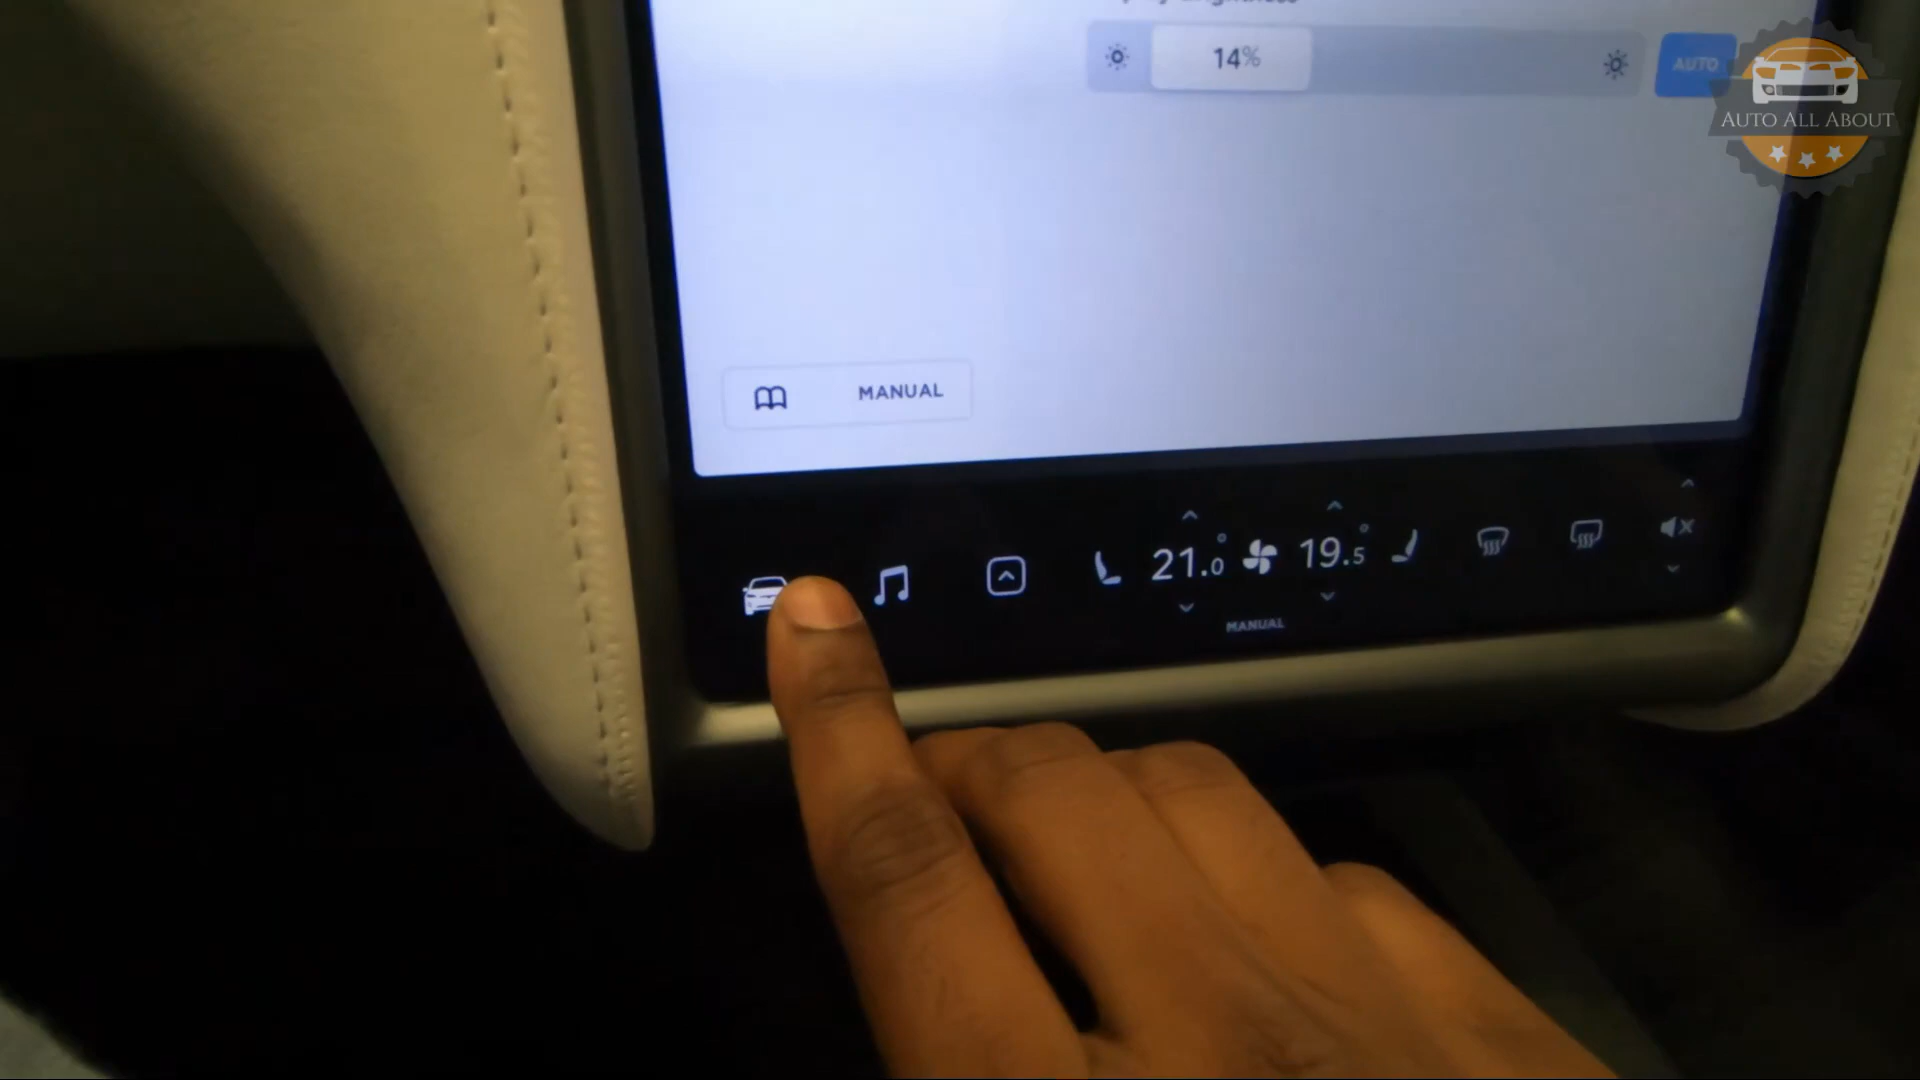 14%
AUTO
AUTO ALL ABOUT
MANUAL
21.0°
19.5°
MANUAL